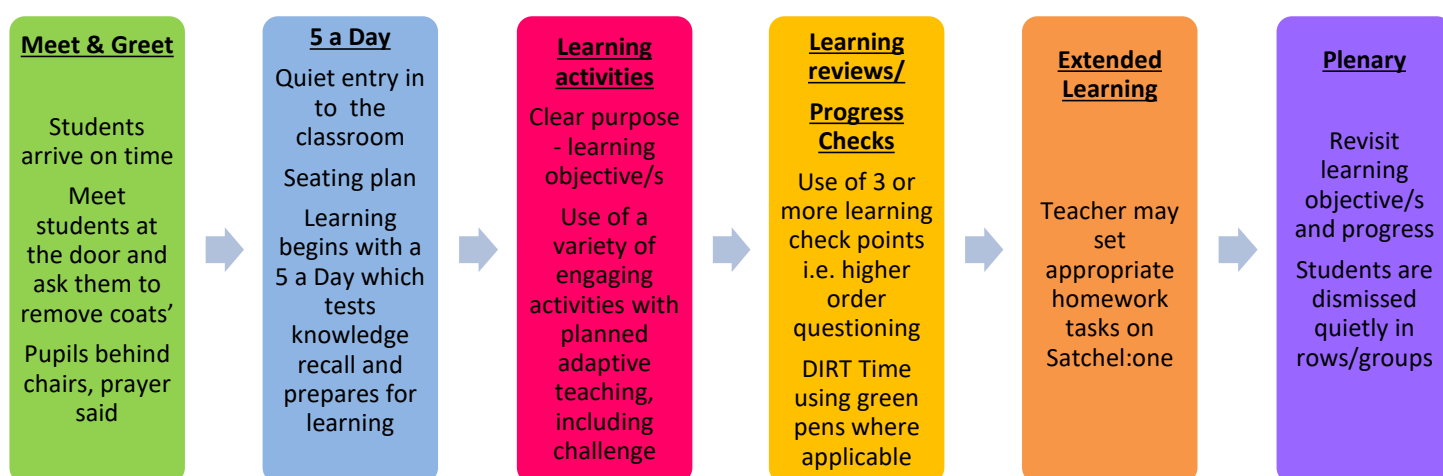 Meet & Greet
Students
arrive on time
Meet
students at
the door and
ask them to
remove coats’
Pupils behind
chairs, prayer
said
5 a Day
Quiet entry in
to the
classroom
Seating plan
Learning
begins with a
5 a Day which
tests
knowledge
recall and
prepares for
learning
Learning
activities
Clear purpose
- learning
objective/s
Use of a
variety of
engaging
activities with
planned
adaptive
teaching,
including
challenge
Learning
reviews/
Progress
Checks
Use of 3 or
more learning
check points
i.e. higher
order
questioning
DIRT Time
using green
pens where
applicable
Extended
Learning
Teacher may
set
appropriate
homework
tasks on
Satchel:one
Plenary
Revisit
learning
objective/s
and progress
Students are
dismissed
quietly in
rows/groups